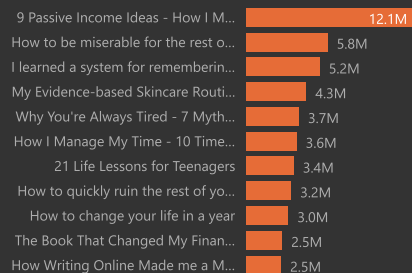 9 Passive Income Ideas - How I M... 12.1M
How to be miserable for the rest o... 5.8M
I learned a system for rememberin... 5.2M
My Evidence-based Skincare Routi... 4.3M
Why You're Always Tired - 7 Myth... 3.7M
How I Manage My Time - 10 Time... 3.6M
21 Life Lessons for Teenagers 3.4M
How to quickly ruin the rest of yo... 3.2M
How to change your life in a year 3.0M
The Book That Changed My Finan... 2.5M
How Writing Online Made me a M... 2.5M